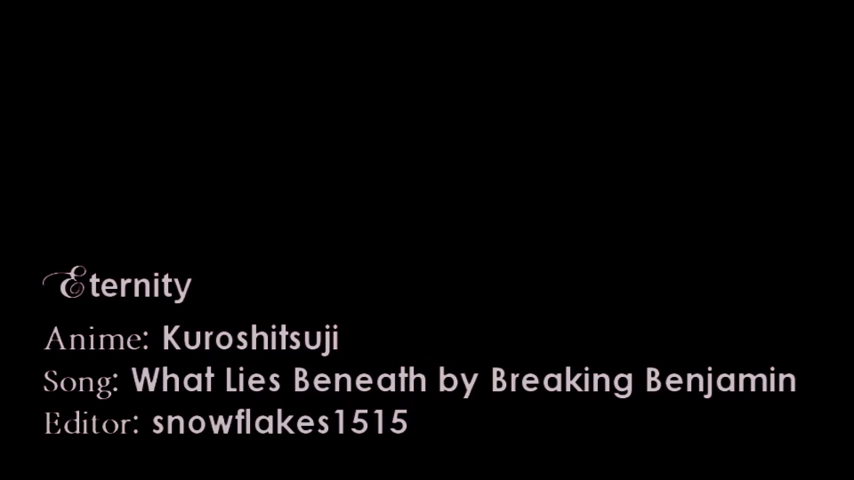 Eternity
Anime: Kuroshitsuji
Song: What Lies Beneath by Breaking Benjamin
Editor: snowflakes1515